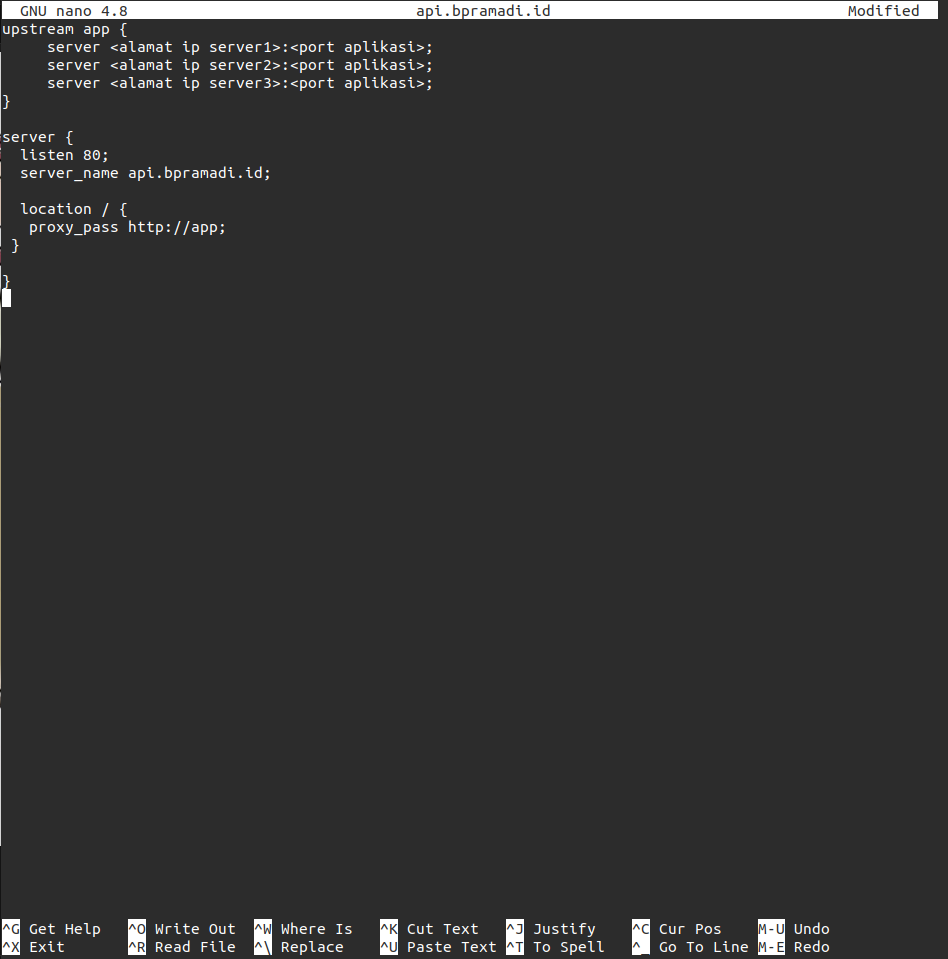 GNU nano 4.8 api.bpramadi.id Modified
upstream app {
     server <alamat ip server1>:<port aplikasi>;
     server <alamat ip server2>:<port aplikasi>;
     server <alamat ip server3>:<port aplikasi>;
}
server {
  listen 80;
  server_name api.bpramadi.id;
  location / {
   proxy_pass http://app;
 }
}
^G Get Help ^O Write Out ^W Where Is ^K Cut Text ^J Justify ^C Cur Pos M-U Undo
^X Exit ^R Read File ^\ Replace ^U Paste Text ^T To Spell ^_ Go To Line M-E Redo